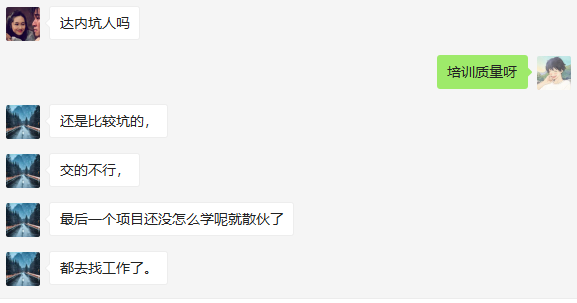 达内坑人吗
培训质量呀
还是比较坑的，
交的不行，
最后一个项目还没怎么学呢就散伙了
都去找工作了。